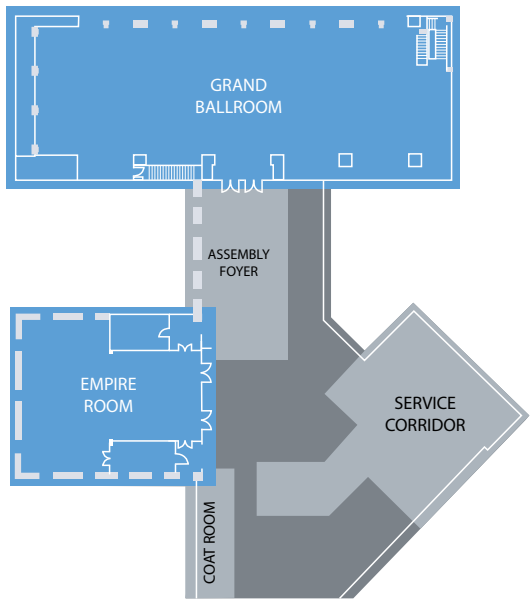 GRAND
BALLROOM
ASSEMBLY
FOYER
EMPIRE
ROOM
SERVICE
CORRIDOR
COAT ROOM